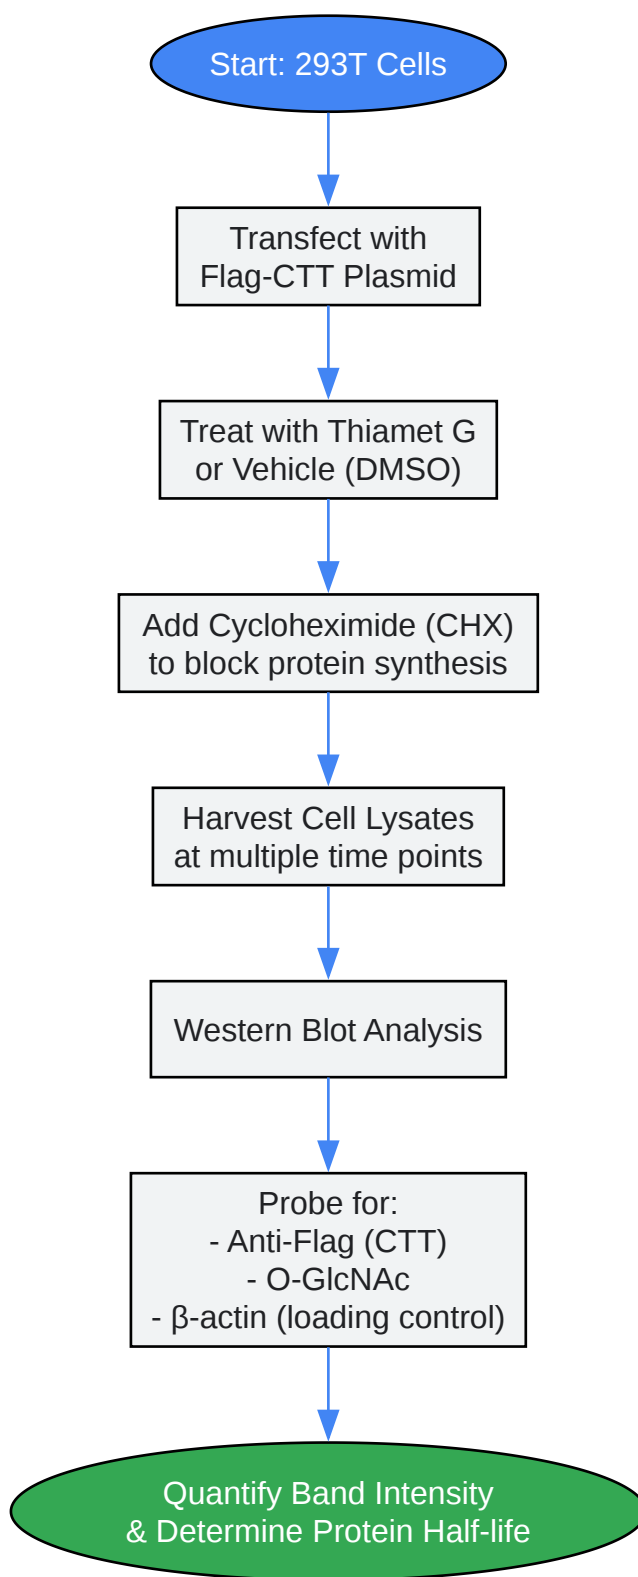 Start: 293T Cells
Transfect with
Flag-CTT Plasmid
Treat with Thiamet G
or Vehicle (DMSO)
Add Cycloheximide (CHX)
to block protein synthesis
Harvest Cell Lysates
at multiple time points
Western Blot Analysis
Probe for:
- Anti-Flag (CTT)
- O-GlcNAc
- β-actin (loading control)
Quantify Band Intensity
& Determine Protein Half-life